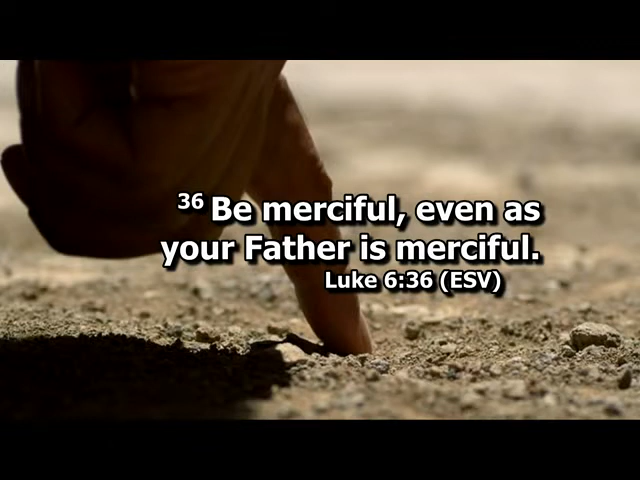 36 Be merciful, even as
your Father is merciful.
Luke 6:36 (ESV)